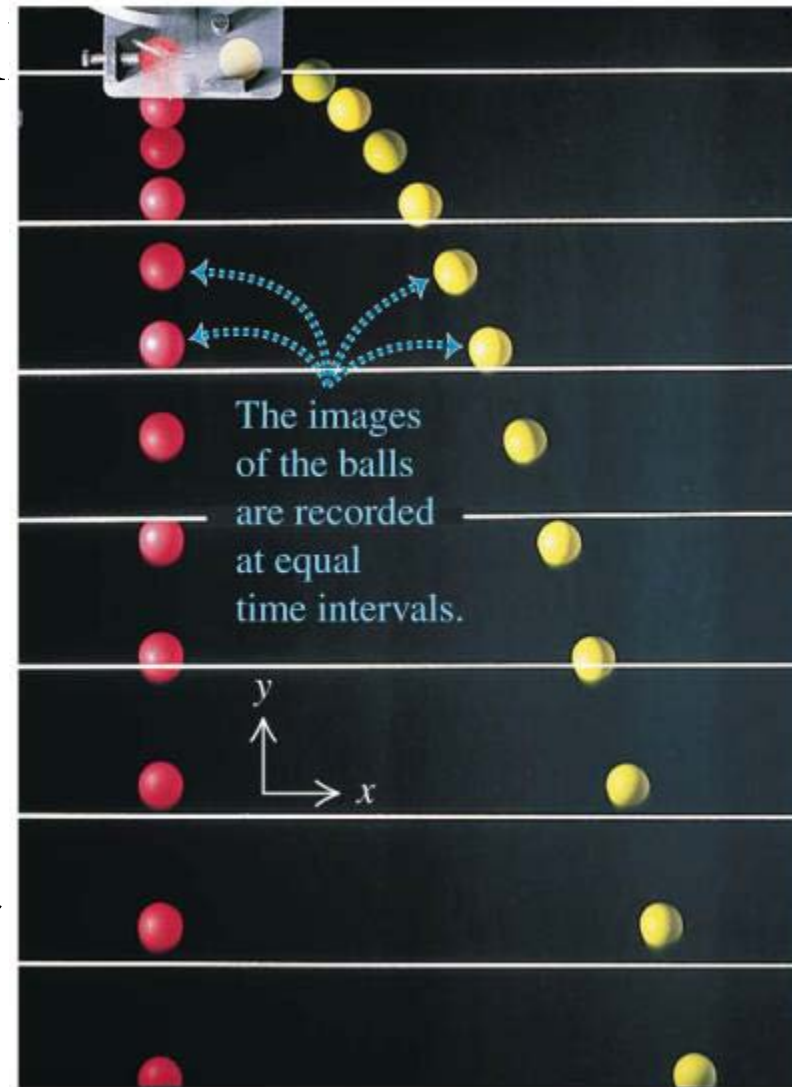 The images
of the balls
are recorded
at equal
time intervals.
y
x